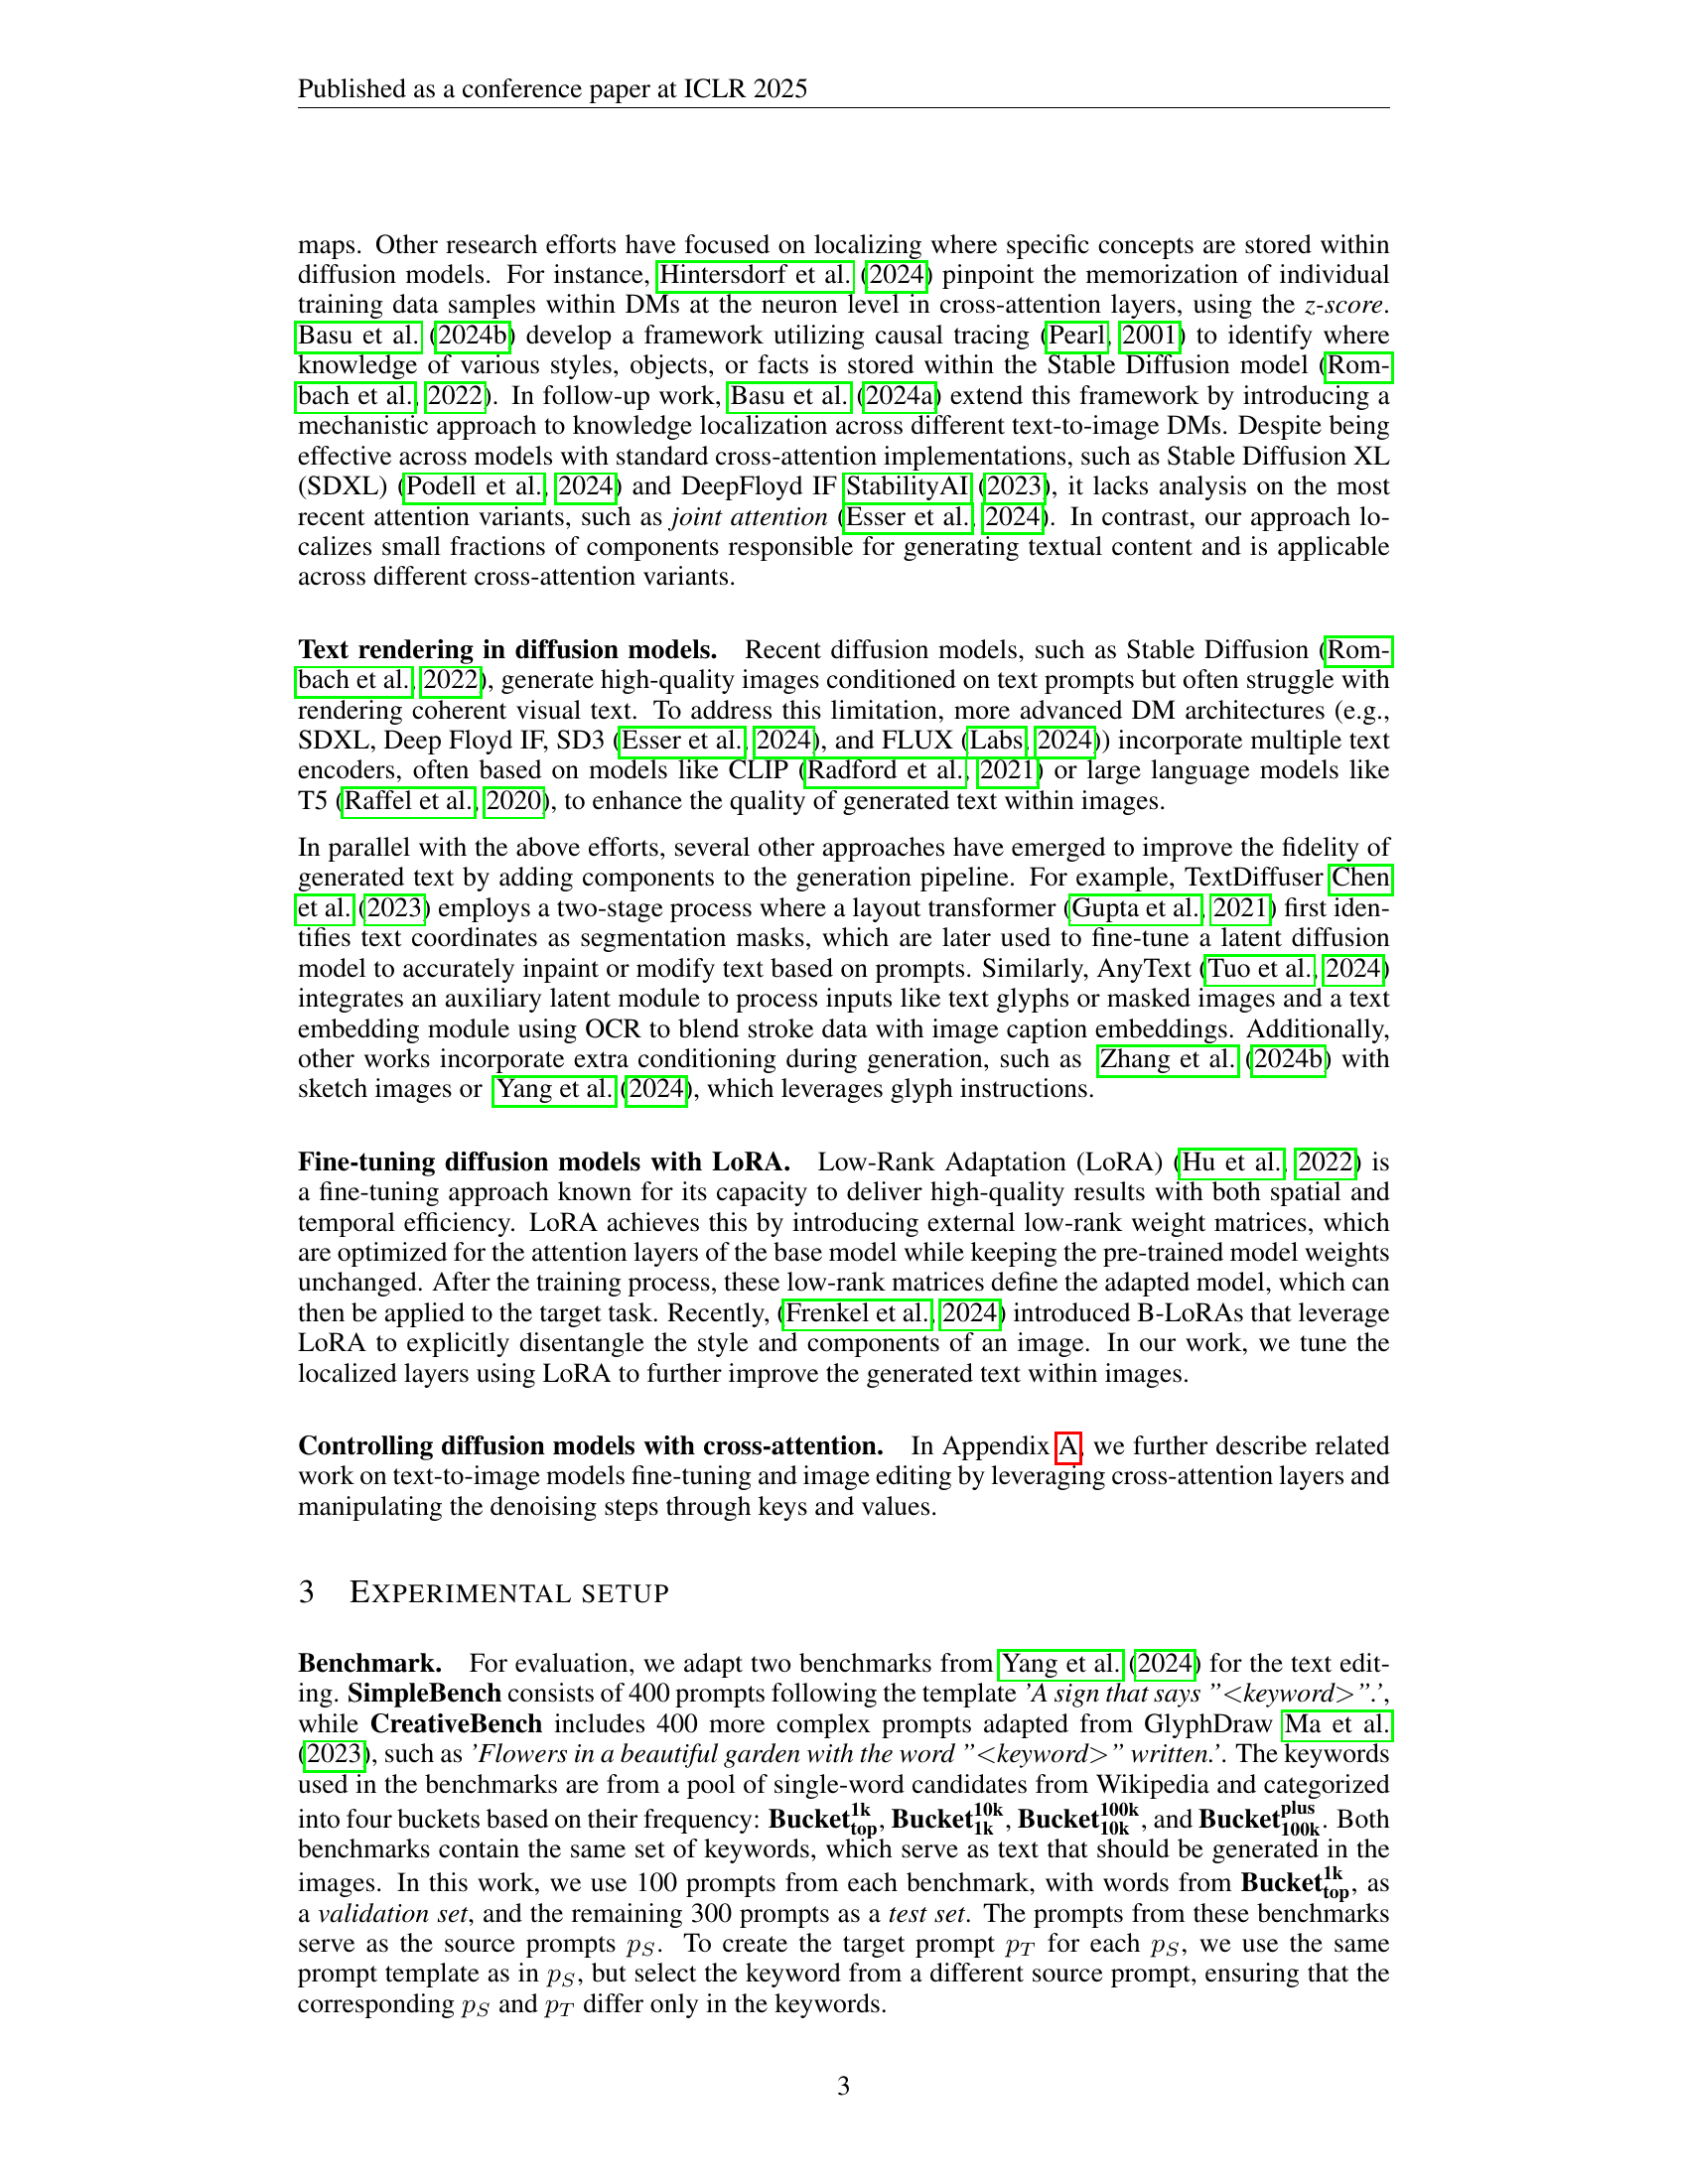 Published as a conference paper at ICLR 2025
maps. Other research efforts have focused on localizing where specific concepts are stored within
diffusion models. For instance, Hintersdorf et al. (2024) pinpoint the memorization of individual
training data samples within DMs at the neuron level in cross-attention layers, using the z-score.
Basu et al. (2024b) develop a framework utilizing causal tracing (Pearl, 2001) to identify where
knowledge of various styles, objects, or facts is stored within the Stable Diffusion model (Rom-
bach et al., 2022). In follow-up work, Basu et al. (2024a) extend this framework by introducing a
mechanistic approach to knowledge localization across different text-to-image DMs. Despite being
effective across models with standard cross-attention implementations, such as Stable Diffusion XL
(SDXL) (Podell et al., 2024) and DeepFloyd IF StabilityAI (2023), it lacks analysis on the most
recent attention variants, such as joint attention (Esser et al., 2024). In contrast, our approach lo-
calizes small fractions of components responsible for generating textual content and is applicable
across different cross-attention variants.
Text rendering in diffusion models. Recent diffusion models, such as Stable Diffusion (Rom-
bach et al., 2022), generate high-quality images conditioned on text prompts but often struggle with
rendering coherent visual text. To address this limitation, more advanced DM architectures (e.g.,
SDXL, Deep Floyd IF, SD3 (Esser et al., 2024), and FLUX (Labs, 2024)) incorporate multiple text
encoders, often based on models like CLIP (Radford et al., 2021) or large language models like
T5 (Raffel et al., 2020), to enhance the quality of generated text within images.
In parallel with the above efforts, several other approaches have emerged to improve the fidelity of
generated text by adding components to the generation pipeline. For example, TextDiffuser Chen
et al. (2023) employs a two-stage process where a layout transformer (Gupta et al., 2021) first iden-
tifies text coordinates as segmentation masks, which are later used to fine-tune a latent diffusion
model to accurately inpaint or modify text based on prompts. Similarly, AnyText (Tuo et al., 2024)
integrates an auxiliary latent module to process inputs like text glyphs or masked images and a text
embedding module using OCR to blend stroke data with image caption embeddings. Additionally,
other works incorporate extra conditioning during generation, such as Zhang et al. (2024b) with
sketch images or Yang et al. (2024), which leverages glyph instructions.
Fine-tuning diffusion models with LoRA. Low-Rank Adaptation (LoRA) (Hu et al., 2022) is
a fine-tuning approach known for its capacity to deliver high-quality results with both spatial and
temporal efficiency. LoRA achieves this by introducing external low-rank weight matrices, which
are optimized for the attention layers of the base model while keeping the pre-trained model weights
unchanged. After the training process, these low-rank matrices define the adapted model, which can
then be applied to the target task. Recently, (Frenkel et al., 2024) introduced B-LoRAs that leverage
LoRA to explicitly disentangle the style and components of an image. In our work, we tune the
localized layers using LoRA to further improve the generated text within images.
Controlling diffusion models with cross-attention. In Appendix A, we further describe related
work on text-to-image models fine-tuning and image editing by leveraging cross-attention layers and
manipulating the denoising steps through keys and values.
3 EXPERIMENTAL SETUP
Benchmark. For evaluation, we adapt two benchmarks from Yang et al. (2024) for the text edit-
ing. SimpleBench consists of 400 prompts following the template 'A sign that says "<keyword>".',
while CreativeBench includes 400 more complex prompts adapted from GlyphDraw Ma et al.
(2023), such as 'Flowers in a beautiful garden with the word "<keyword>" written.'. The keywords
used in the benchmarks are from a pool of single-word candidates from Wikipedia and categorized
into four buckets based on their frequency: Bucket^{1k}_{top}, Bucket^{10k}_{1k}, Bucket^{100k}_{10k}, and Bucket^{plus}_{100k}. Both
benchmarks contain the same set of keywords, which serve as text that should be generated in the
images. In this work, we use 100 prompts from each benchmark, with words from Bucket^{1k}_{top}, as
a validation set, and the remaining 300 prompts as a test set. The prompts from these benchmarks
serve as the source prompts p_S. To create the target prompt p_T for each p_S, we use the same
prompt template as in p_S, but select the keyword from a different source prompt, ensuring that the
corresponding p_S and p_T differ only in the keywords.
3